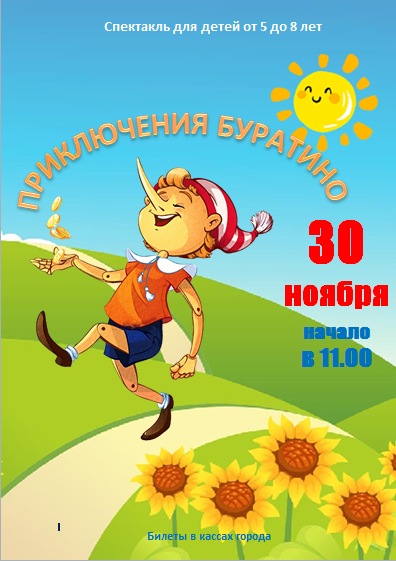 Спектакль для детей от 5 до 8 лет
ПРИКЛЮЧЕНИЯ БУРАТИНО
30
ноября
начало
в 11.00
Билеты в кассах города